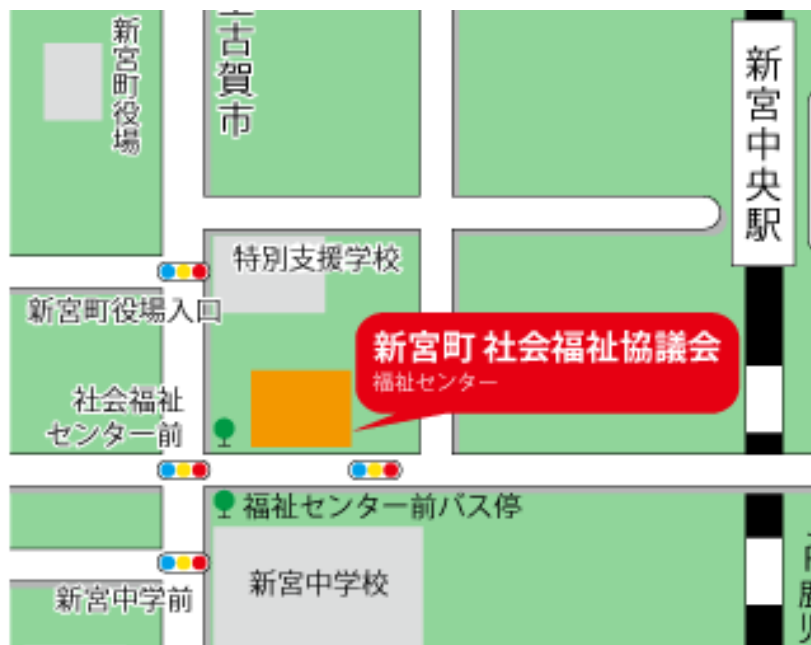 新宮町役場
古賀市
新宮中央駅
特別支援学校
新宮町役場入口
新宮町 社会福祉協議会
福祉センター
社会福祉
センター前
福祉センター前バス停
新宮中学校
新宮中学前